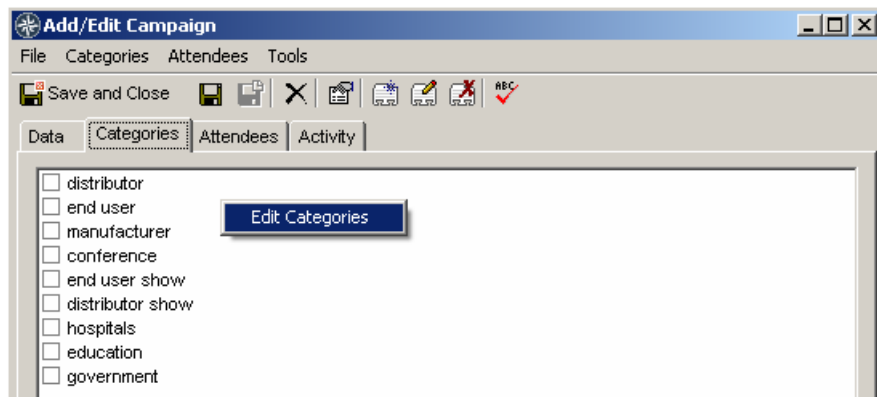 Add/Edit Campaign
File Categories Attendees Tools
Save and Close ABC
Data Categories Attendees Activity
distributor
end user
Edit Categories
manufacturer
conference
end user show
distributor show
hospitals
education
government